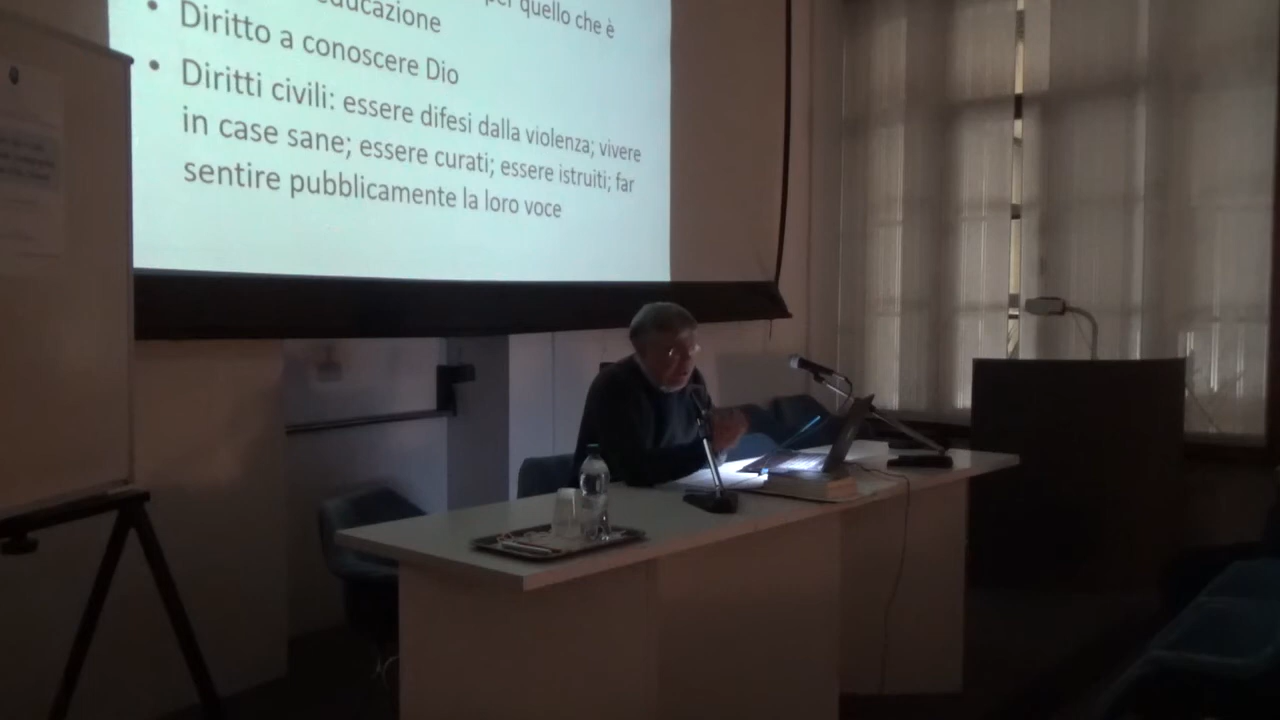 per quello che è
educazione
• Diritto a conoscere Dio
• Diritti civili: essere difesi dalla violenza; vivere
in case sane; essere curati; essere istruiti; far
sentire pubblicamente la loro voce